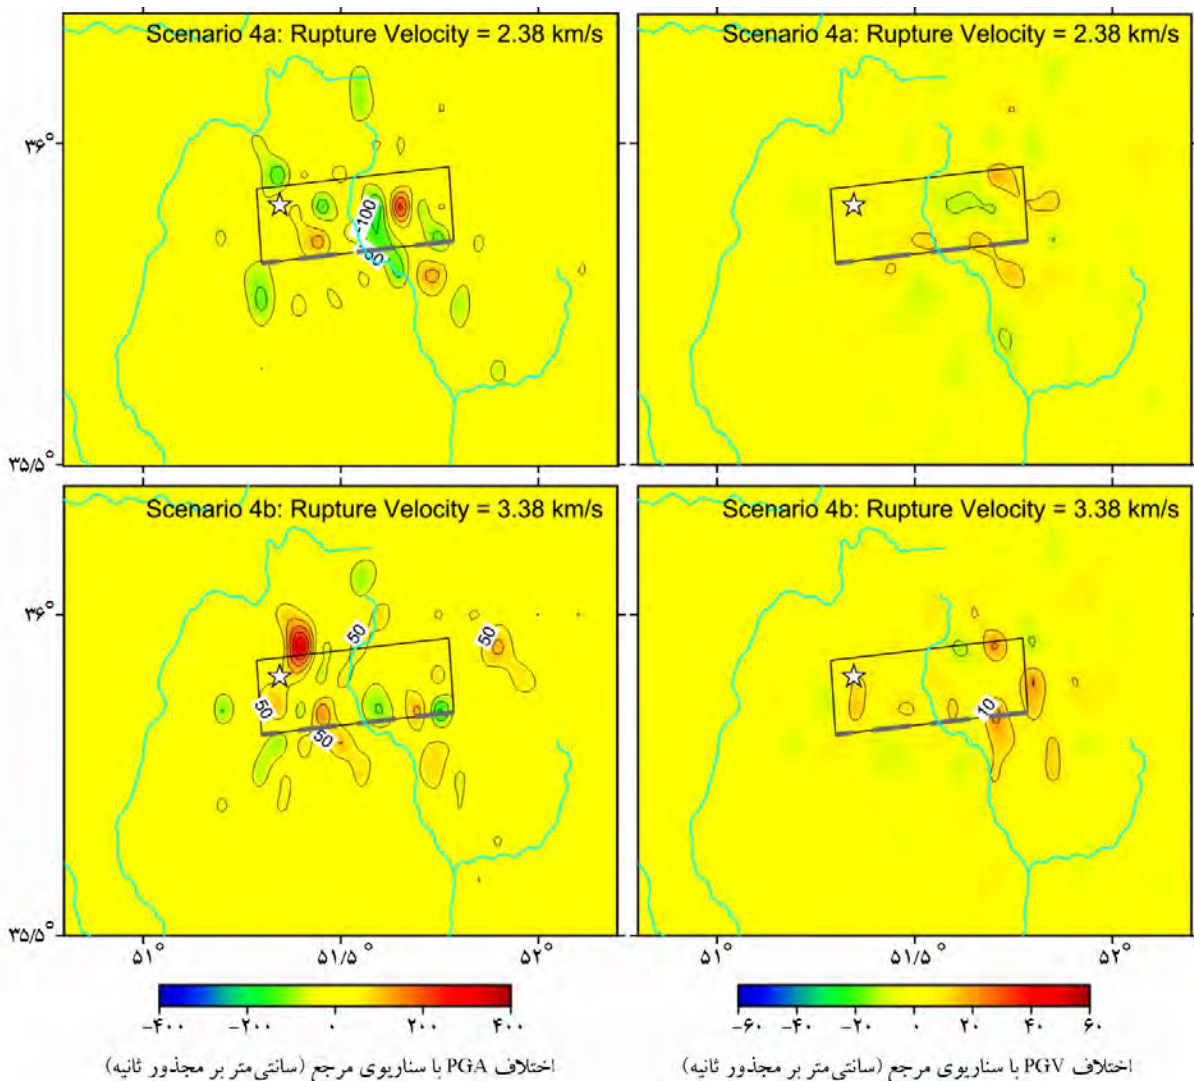 Scenario 4a: Rupture Velocity = 2.38 km/s
Scenario 4a: Rupture Velocity = 2.38 km/s
۳۶°
-100
۳۵/۵°
Scenario 4b: Rupture Velocity = 3.38 km/s
Scenario 4b: Rupture Velocity = 3.38 km/s
۳۶°
50
50
50
50
10
۳۵/۵°
۵۱° ۵۱/۵° ۵۲° ۵۱° ۵۱/۵° ۵۲°
-۴۰۰ -۲۰۰ ۰ ۲۰۰ ۴۰۰ -۶۰ -۴۰ -۲۰ ۰ ۲۰ ۴۰ ۶۰
اختلاف PGA با سناریوی مرجع (سانتی‌متر بر مجذور ثانیه)
اختلاف PGV با سناریوی مرجع (سانتی‌متر بر مجذور ثانیه)